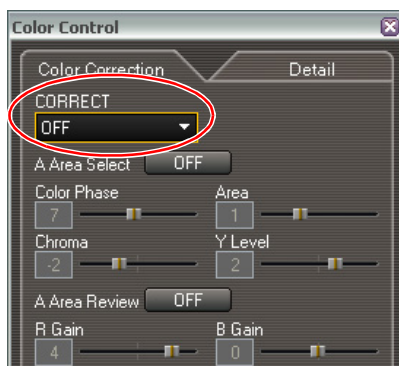 Color Control
Color Correction Detail
CORRECT
OFF
A Area Select OFF
Color Phase Area
7 1
Chroma Y Level
-2 2
A Area Review OFF
R Gain B Gain
4 0